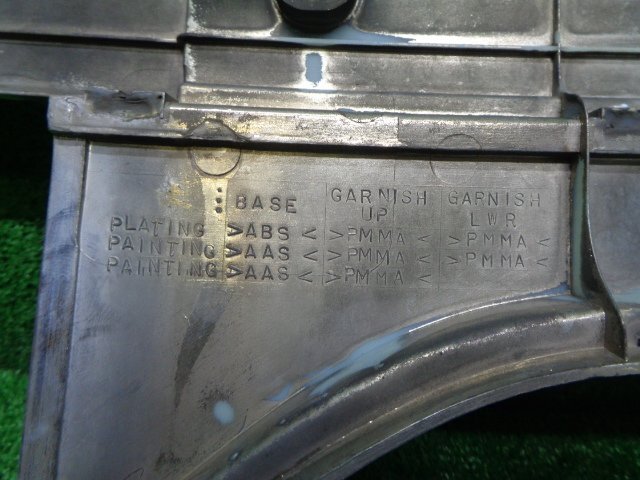 : BASE GARNISH UP GARNISH LWR
PLATING >ABS< >PMMA< >PMMA<
PAINTING >AAS< >PMMA< >PMMA<
PAINTING >AAS< >PMMA<